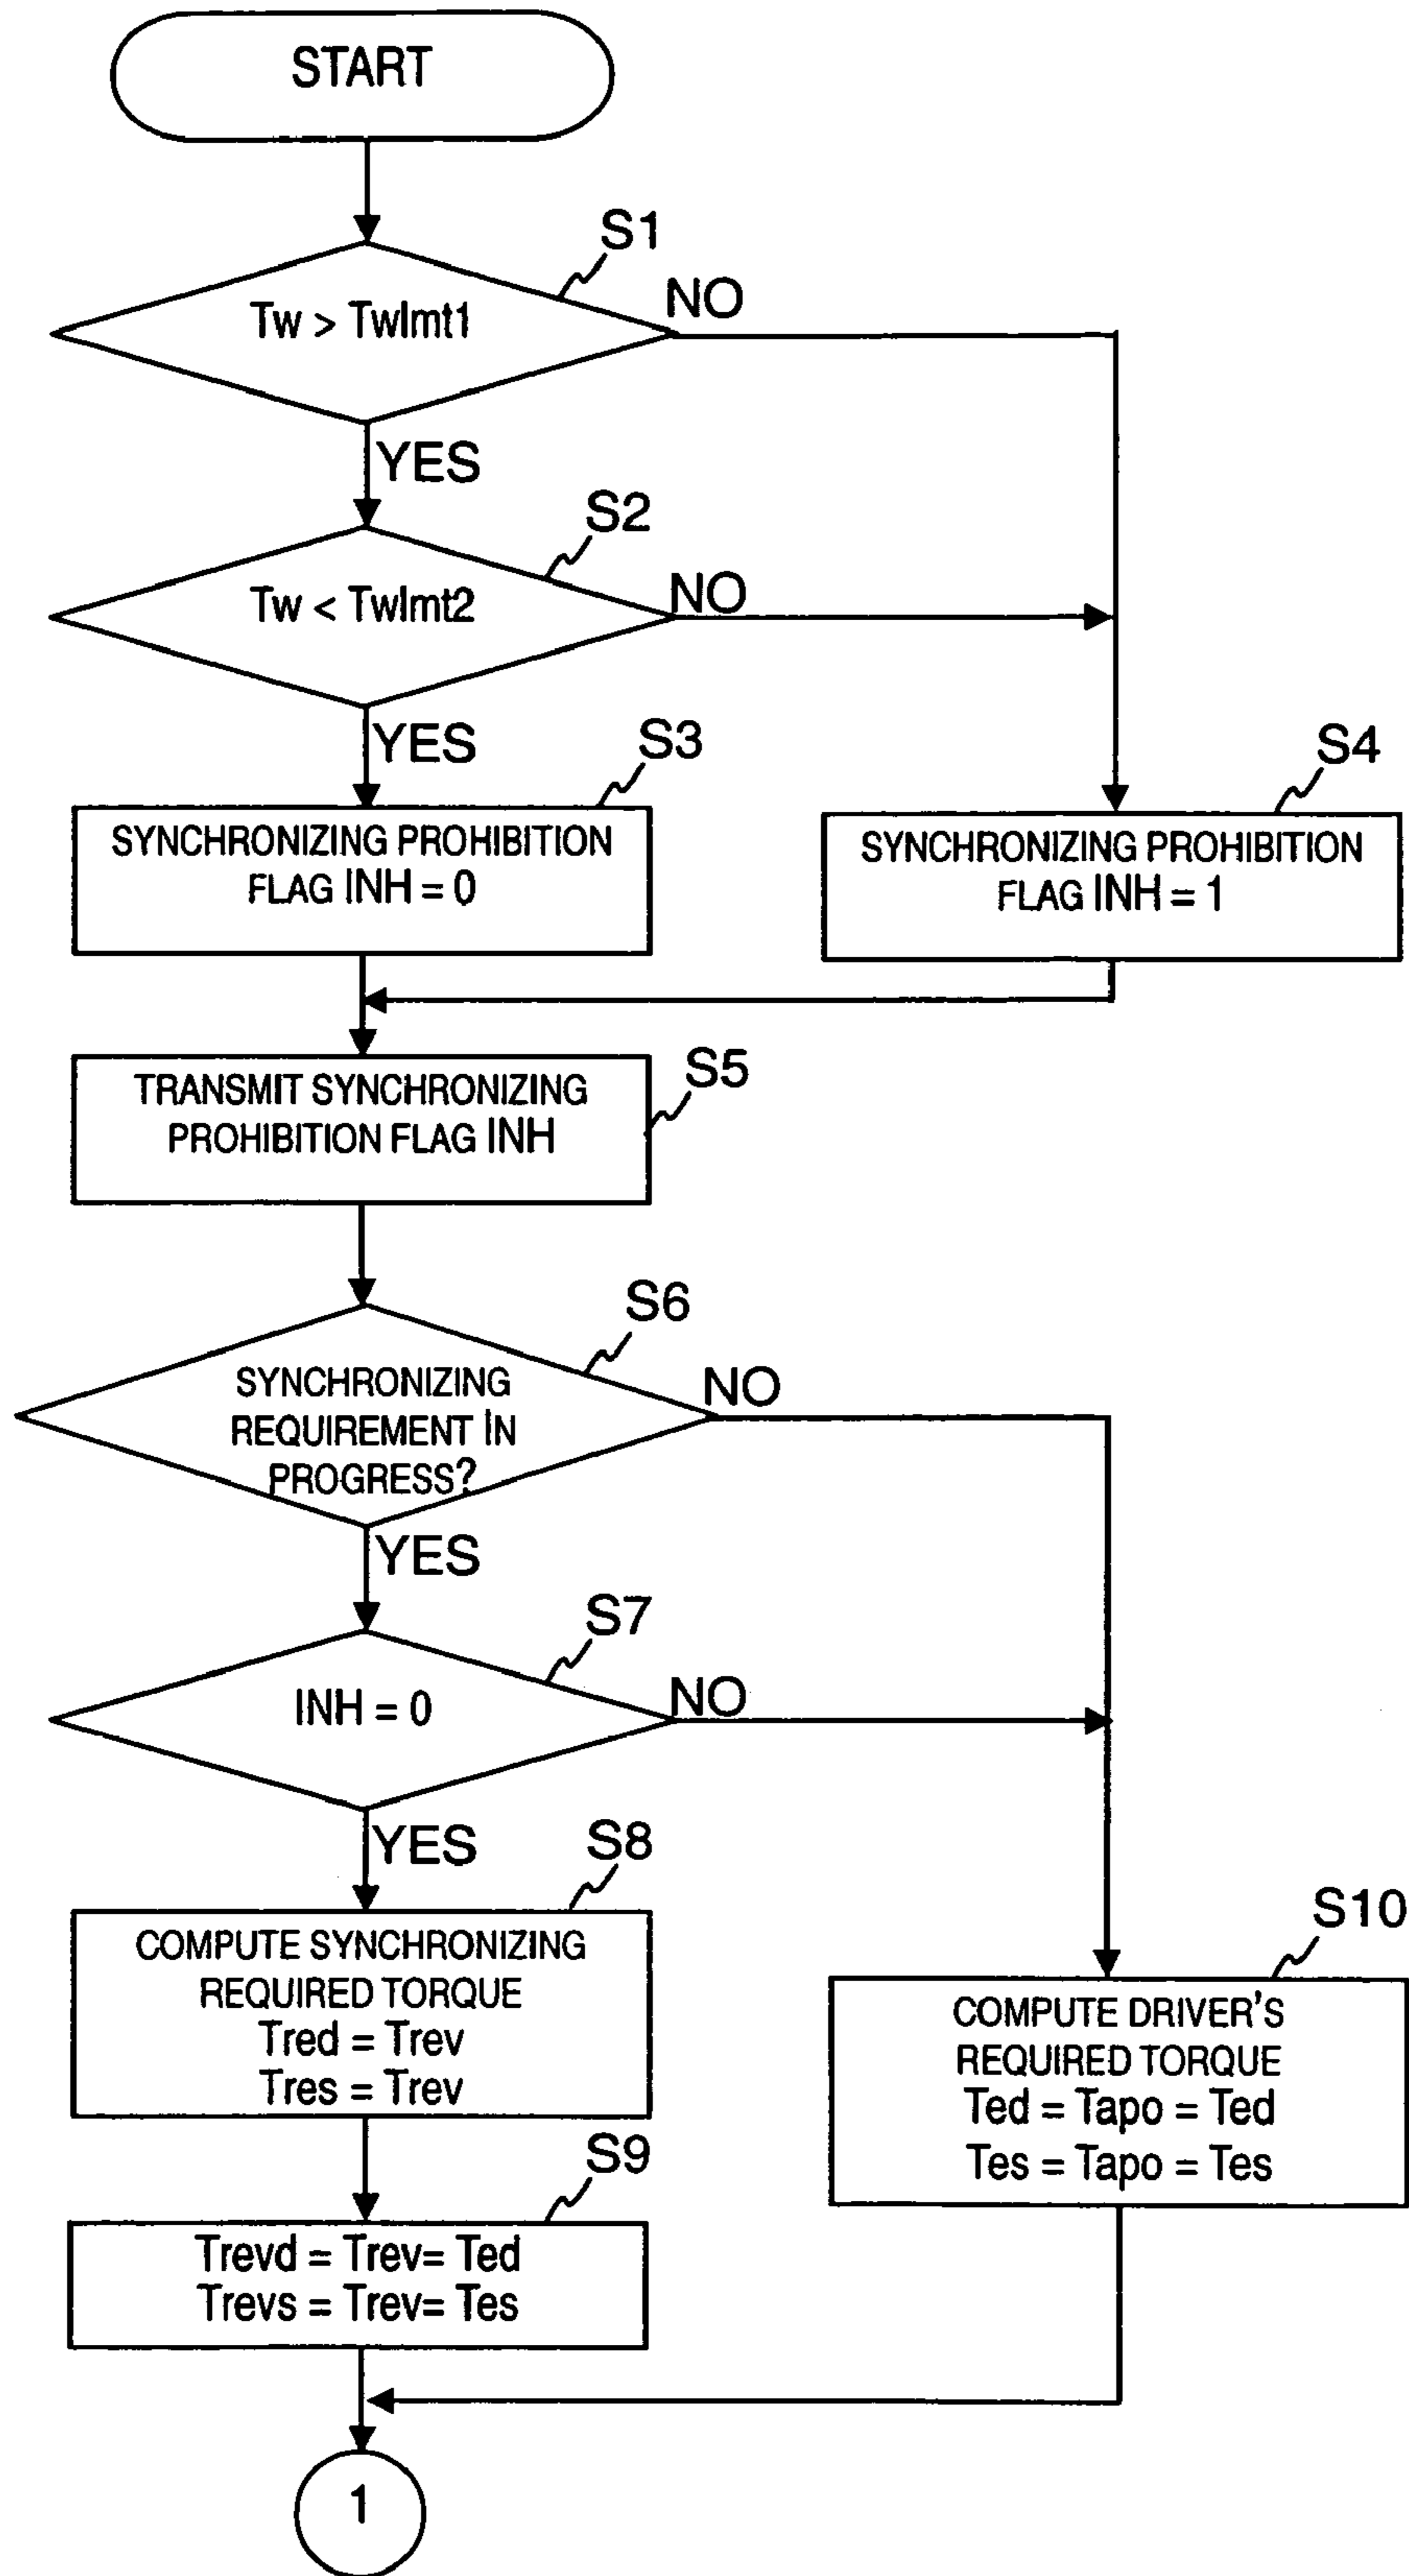 START
S1
Tw > Twlmt1
NO
YES
S2
Tw < Twlmt2
NO
YES
S3
SYNCHRONIZING PROHIBITION
FLAG INH = 0
S4
SYNCHRONIZING PROHIBITION
FLAG INH = 1
S5
TRANSMIT SYNCHRONIZING
PROHIBITION FLAG INH
S6
SYNCHRONIZING
REQUIREMENT IN
PROGRESS?
NO
YES
S7
INH = 0
NO
YES
S8
COMPUTE SYNCHRONIZING
REQUIRED TORQUE
Tred = Trev
Tres = Trev
S10
COMPUTE DRIVER'S
REQUIRED TORQUE
Ted = Tapo = Ted
Tes = Tapo = Tes
S9
Trevd = Trev= Ted
Trevs = Trev= Tes
1